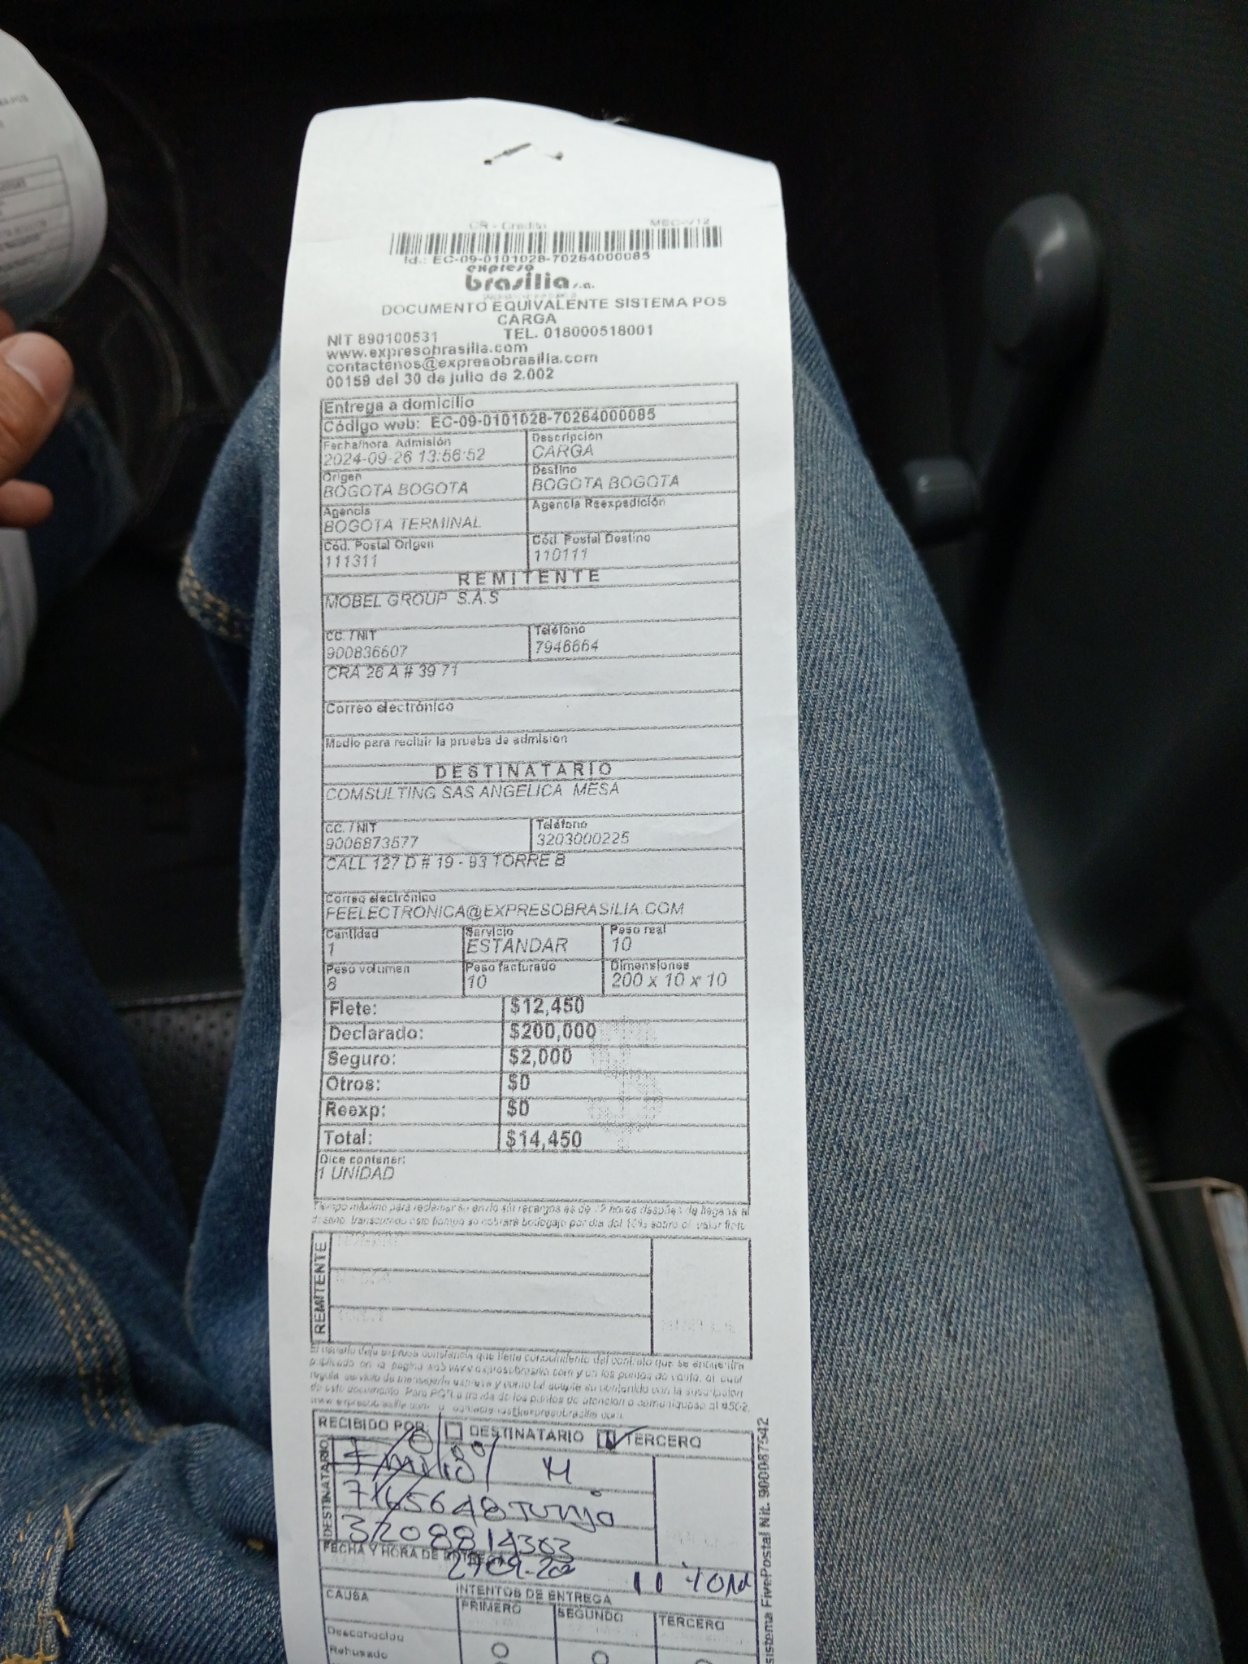 CR - Credito MEC-V12
Id.: EC-09-0101028-70264000085
expreso
brasilia s.a.
DOCUMENTO EQUIVALENTE SISTEMA POS
CARGA
NIT 890100531 TEL. 018000518001
www.expresobrasilia.com
contactenos@expresobrasilia.com
00159 del 30 de julio de 2.002
Entrega a domicilio
Código web: EC-09-0101028-70264000085
Fecha/hora Admisión Descripción
2024-09-26 13:56:52 CARGA
Origen Destino
BOGOTA BOGOTA BOGOTA BOGOTA
Agencia Agencia Reexpedición
BOGOTA TERMINAL
Cód. Postal Origen Cód. Postal Destino
111311 110111
REMITENTE
MOBEL GROUP S.A.S
CC. / NIT Teléfono
900836607 7946664
CRA 26 A # 39 71
Correo electrónico
Medio para recibir la prueba de admisión
DESTINATARIO
COMSULTING SAS ANGELICA MESA
CC. / NIT Teléfono
9006873577 3203000225
CALL 127 D # 19 - 93 TORRE B
Correo electrónico
FEELECTRONICA@EXPRESOBRASILIA.COM
Cantidad Servicio Peso real
1 ESTANDAR 10
Peso volumen Peso facturado Dimensiones
8 10 200 x 10 x 10
Flete: $12,450
Declarado: $200,000
Seguro: $2,000
Otros: $0
Reexp: $0
Total: $14,450
Dice contener:
1 UNIDAD
REMITENTE
RECIBIDO POR DESTINATARIO TERCERO
DESTINATARIO
Emilio M
7165648 Tunja
3208814363
FECHA Y HORA DE
11
CAUSA INTENTOS DE ENTREGA
PRIMERO SEGUNDO TERCERO
Desconocido
Rehusado
Sistema FivePostal Nit. 900087542